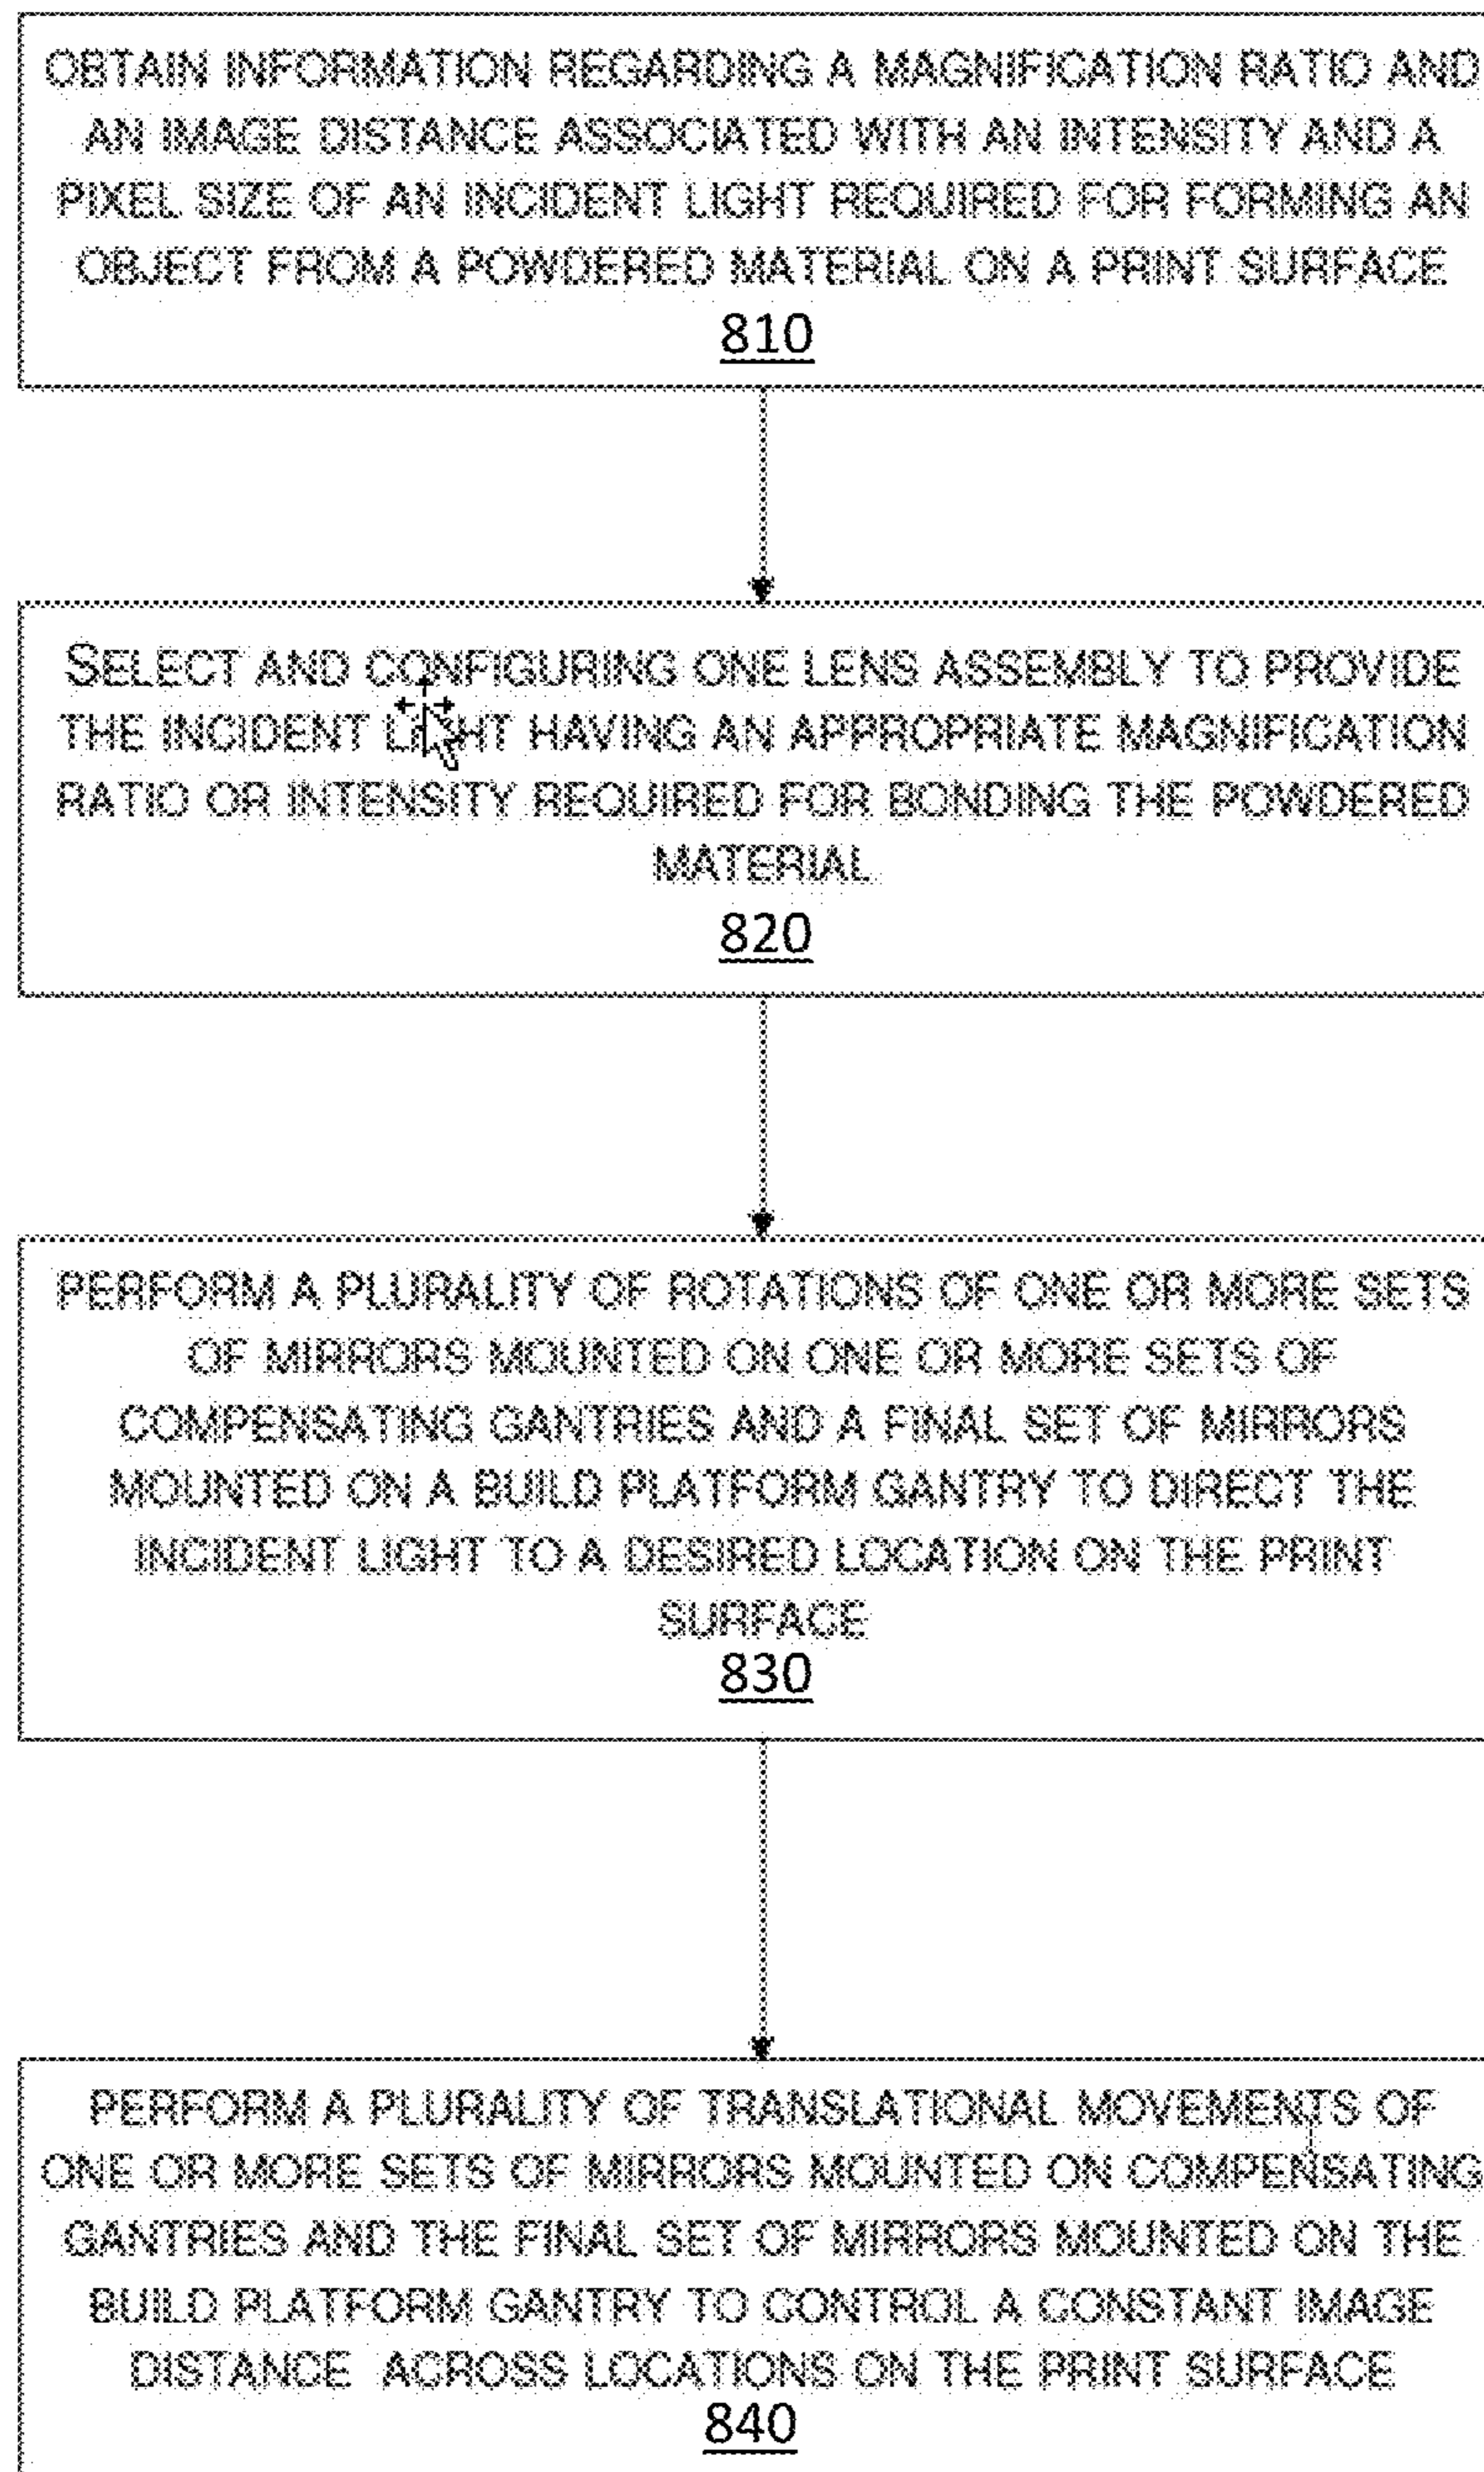 OBTAIN INFORMATION REGARDING A MAGNIFICATION RATIO AND
AN IMAGE DISTANCE ASSOCIATED WITH AN INTENSITY AND A
PIXEL SIZE OF AN INCIDENT LIGHT REQUIRED FOR FORMING AN
OBJECT FROM A POWDERED MATERIAL ON A PRINT SURFACE
810
SELECT AND CONFIGURING ONE LENS ASSEMBLY TO PROVIDE
THE INCIDENT LIGHT HAVING AN APPROPRIATE MAGNIFICATION
RATIO OR INTENSITY REQUIRED FOR BONDING THE POWDERED
MATERIAL
820
PERFORM A PLURALITY OF ROTATIONS OF ONE OR MORE SETS
OF MIRRORS MOUNTED ON ONE OR MORE SETS OF
COMPENSATING GANTRIES AND A FINAL SET OF MIRRORS
MOUNTED ON A BUILD PLATFORM GANTRY TO DIRECT THE
INCIDENT LIGHT TO A DESIRED LOCATION ON THE PRINT
SURFACE
830
PERFORM A PLURALITY OF TRANSLATIONAL MOVEMENTS OF
ONE OR MORE SETS OF MIRRORS MOUNTED ON COMPENSATING
GANTRIES AND THE FINAL SET OF MIRRORS MOUNTED ON THE
BUILD PLATFORM GANTRY TO CONTROL A CONSTANT IMAGE
DISTANCE ACROSS LOCATIONS ON THE PRINT SURFACE
840